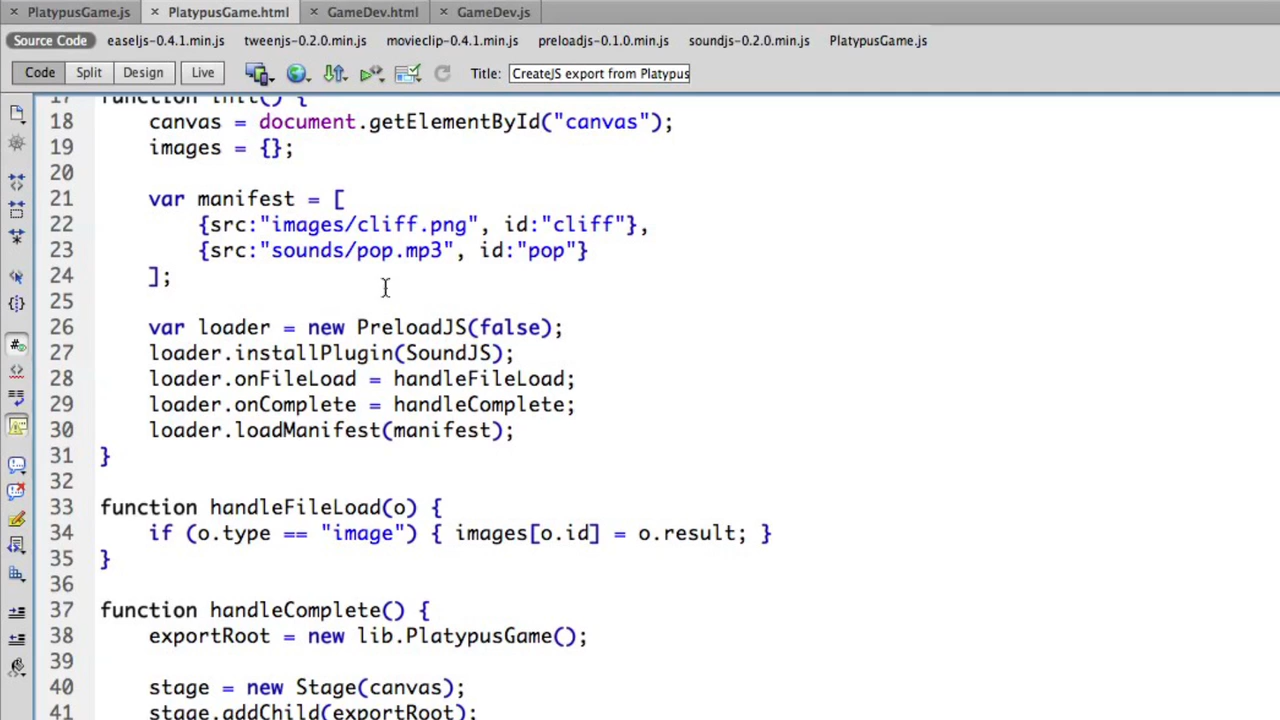 PlatypusGame.js PlatypusGame.html GameDev.html GameDev.js
Source Code easeljs-0.4.1.min.js tweenjs-0.2.0.min.js movieclip-0.4.1.min.js preloadjs-0.1.0.min.js soundjs-0.2.0.min.js PlatypusGame.js
Code Split Design Live Title: CreateJS export from Platypus
17 function init() {
18 canvas = document.getElementById("canvas");
19 images = {};
20
21 var manifest = [
22 {src:"images/cliff.png", id:"cliff"},
23 {src:"sounds/pop.mp3", id:"pop"}
24 ];
25
26 var loader = new PreloadJS(false);
27 loader.installPlugin(SoundJS);
28 loader.onFileLoad = handleFileLoad;
29 loader.onComplete = handleComplete;
30 loader.loadManifest(manifest);
31 }
32
33 function handleFileLoad(o) {
34 if (o.type == "image") { images[o.id] = o.result; }
35 }
36
37 function handleComplete() {
38 exportRoot = new lib.PlatypusGame();
39
40 stage = new Stage(canvas);
41 stage.addChild(exportRoot);